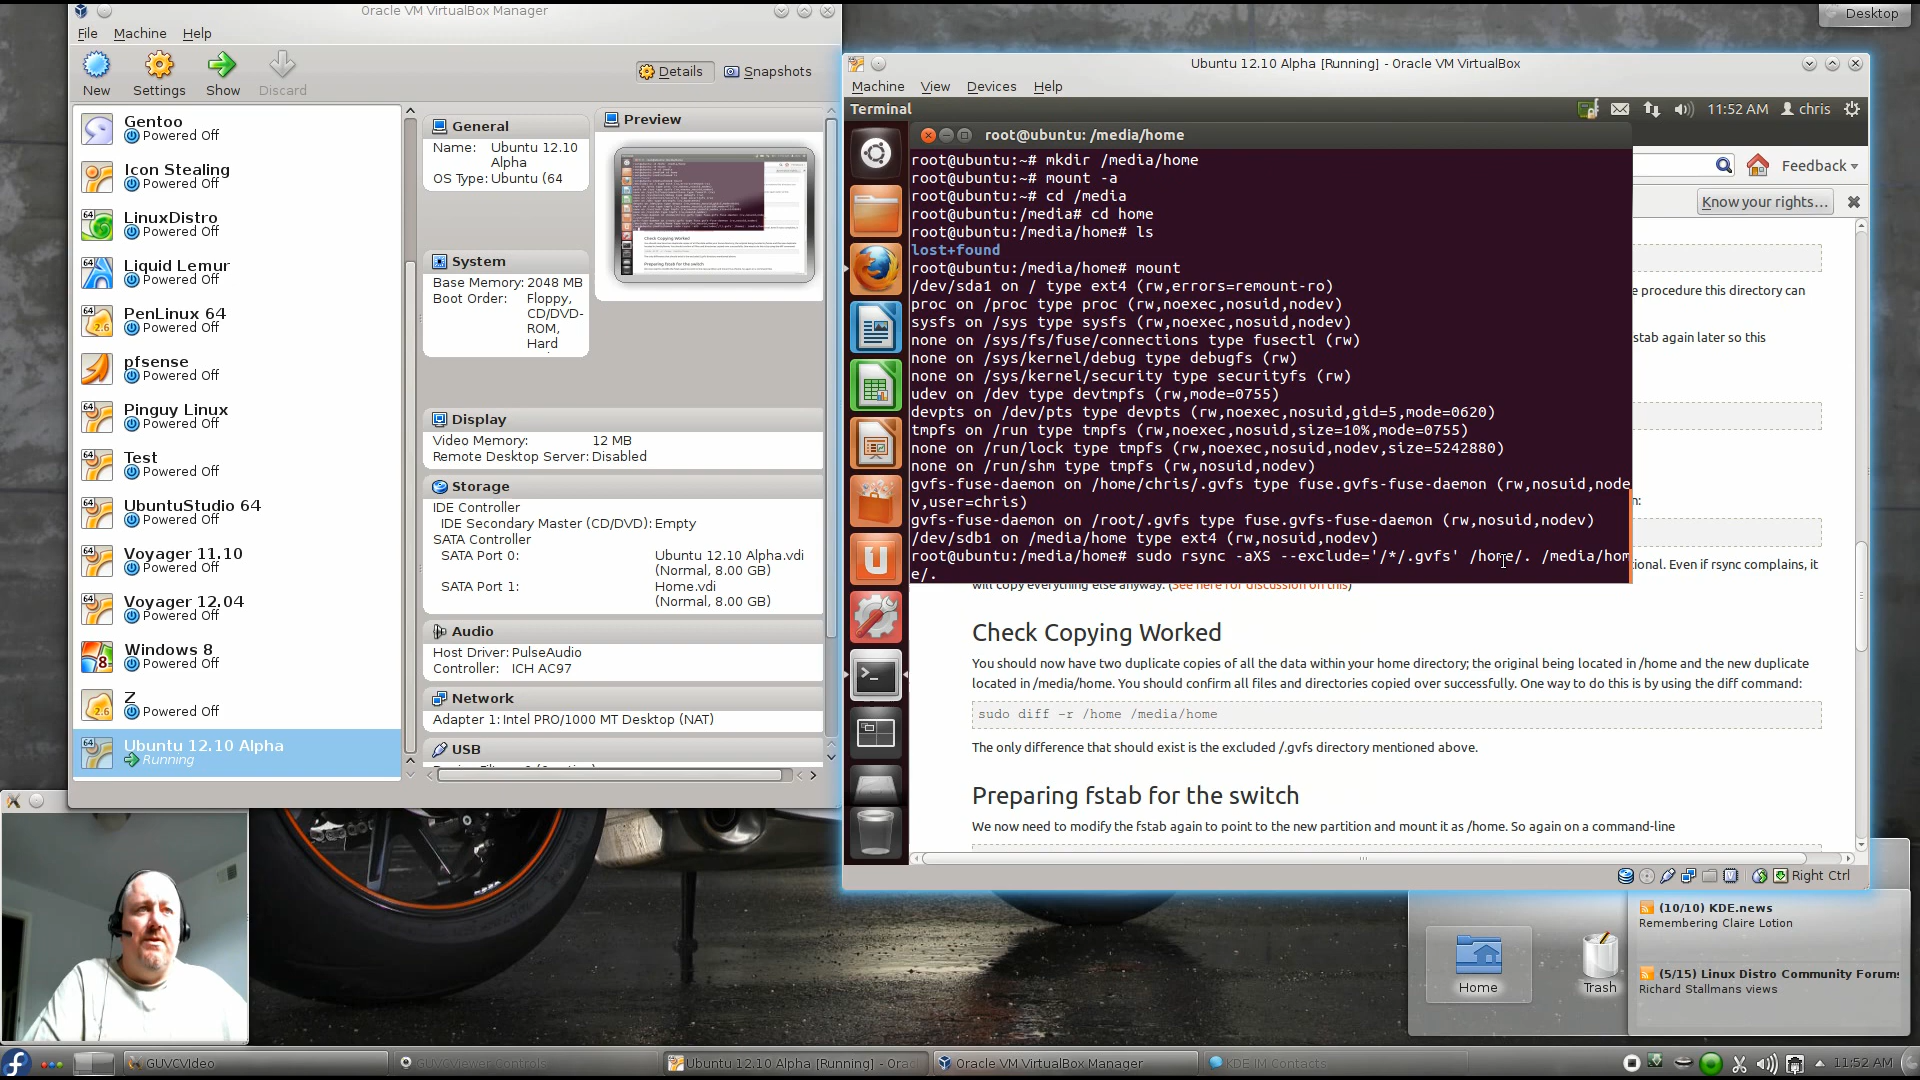 Desktop
Oracle VM VirtualBox Manager
File Machine Help
New Settings Show Discard
Details Snapshots
Gentoo
Powered Off
Icon Stealing
Powered Off
LinuxDistro
Powered Off
Liquid Lemur
Powered Off
PenLinux 64
Powered Off
pfsense
Powered Off
Pinguy Linux
Powered Off
Test
Powered Off
UbuntuStudio 64
Powered Off
Voyager 11.10
Powered Off
Voyager 12.04
Powered Off
Windows 8
Powered Off
Z
Powered Off
Ubuntu 12.10 Alpha
Running
General
Name: Ubuntu 12.10
Alpha
OS Type: Ubuntu (64
System
Base Memory: 2048 MB
Boot Order: Floppy,
CD/DVD-
ROM,
Hard
Preview
Display
Video Memory: 12 MB
Remote Desktop Server: Disabled
Storage
IDE Controller
IDE Secondary Master (CD/DVD): Empty
SATA Controller
SATA Port 0: Ubuntu 12.10 Alpha.vdi
(Normal, 8.00 GB)
SATA Port 1: Home.vdi
(Normal, 8.00 GB)
Audio
Host Driver: PulseAudio
Controller: ICH AC97
Network
Adapter 1: Intel PRO/1000 MT Desktop (NAT)
USB
Ubuntu 12.10 Alpha [Running] - Oracle VM VirtualBox
Machine View Devices Help
Terminal 11:52 AM chris
root@ubuntu: /media/home
root@ubuntu:~# mkdir /media/home
root@ubuntu:~# mount -a
root@ubuntu:~# cd /media
root@ubuntu:/media# cd home
root@ubuntu:/media/home# ls
lost+found
root@ubuntu:/media/home# mount
/dev/sda1 on / type ext4 (rw,errors=remount-ro)
proc on /proc type proc (rw,noexec,nosuid,nodev)
sysfs on /sys type sysfs (rw,noexec,nosuid,nodev)
none on /sys/fs/fuse/connections type fusectl (rw)
none on /sys/kernel/debug type debugfs (rw)
none on /sys/kernel/security type securityfs (rw)
udev on /dev type devtmpfs (rw,mode=0755)
devpts on /dev/pts type devpts (rw,noexec,nosuid,gid=5,mode=0620)
tmpfs on /run type tmpfs (rw,noexec,nosuid,size=10%,mode=0755)
none on /run/lock type tmpfs (rw,noexec,nosuid,nodev,size=5242880)
none on /run/shm type tmpfs (rw,nosuid,nodev)
gvfs-fuse-daemon on /home/chris/.gvfs type fuse.gvfs-fuse-daemon (rw,nosuid,node
v,user=chris)
gvfs-fuse-daemon on /root/.gvfs type fuse.gvfs-fuse-daemon (rw,nosuid,nodev)
/dev/sdb1 on /media/home type ext4 (rw,nosuid,nodev)
root@ubuntu:/media/home# sudo rsync -aXS --exclude='/*/.gvfs' /home/. /media/hom
e/.
Feedback
Know your rights...
e procedure this directory can
stab again later so this
n:
onal. Even if rsync complains, it
will copy everything else anyway. (See here for discussion on this)
Check Copying Worked
You should now have two duplicate copies of all the data within your home directory; the original being located in /home and the new duplicate
located in /media/home. You should confirm all files and directories copied over successfully. One way to do this is by using the diff command:
sudo diff -r /home /media/home
The only difference that should exist is the excluded /.gvfs directory mentioned above.
Preparing fstab for the switch
We now need to modify the fstab again to point to the new partition and mount it as /home. So again on a command-line
Right Ctrl
Home
Trash
(10/10) KDE.news
Remembering Claire Lotion
(5/15) Linux Distro Community Forums
Richard Stallmans views
GUVCVideo
GUVCViewer Controls
Ubuntu 12.10 Alpha [Running] - Orac
Oracle VM VirtualBox Manager
KDE IM Contacts
11:52 AM